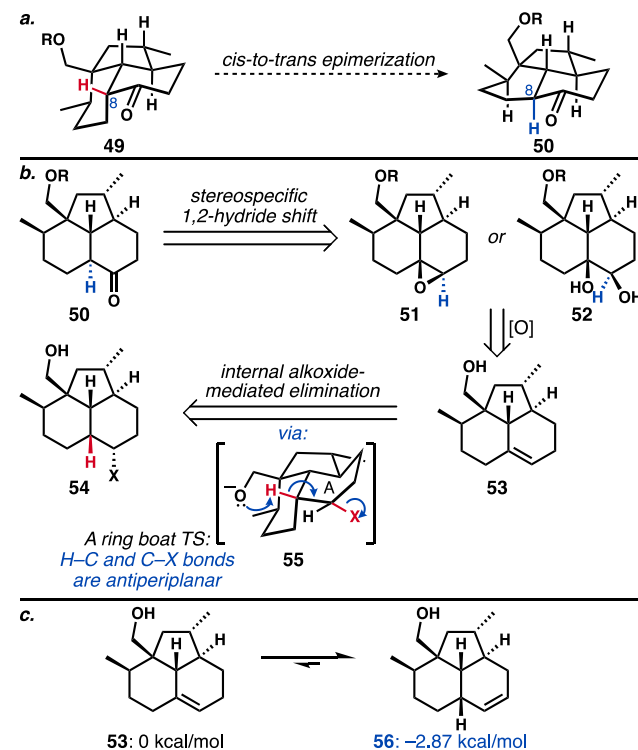 a.
RO
H
H
H
8
O
49
cis-to-trans epimerization
OR
H
H
8
O
H
H
50
b.
OR
H
H
H
O
50
stereospecific
1,2-hydride shift
OR
H
H
O
H
51
or
OR
H
H
HO
H
OH
52
[O]
OH
H
H
H
X
54
internal alkoxide-
mediated elimination
via:
OH
H
H
53
–
O
H
A
H
X
55
A ring boat TS:
H–C and C–X bonds
are antiperiplanar
c.
OH
H
H
53: 0 kcal/mol
OH
H
H
H
56: –2.87 kcal/mol